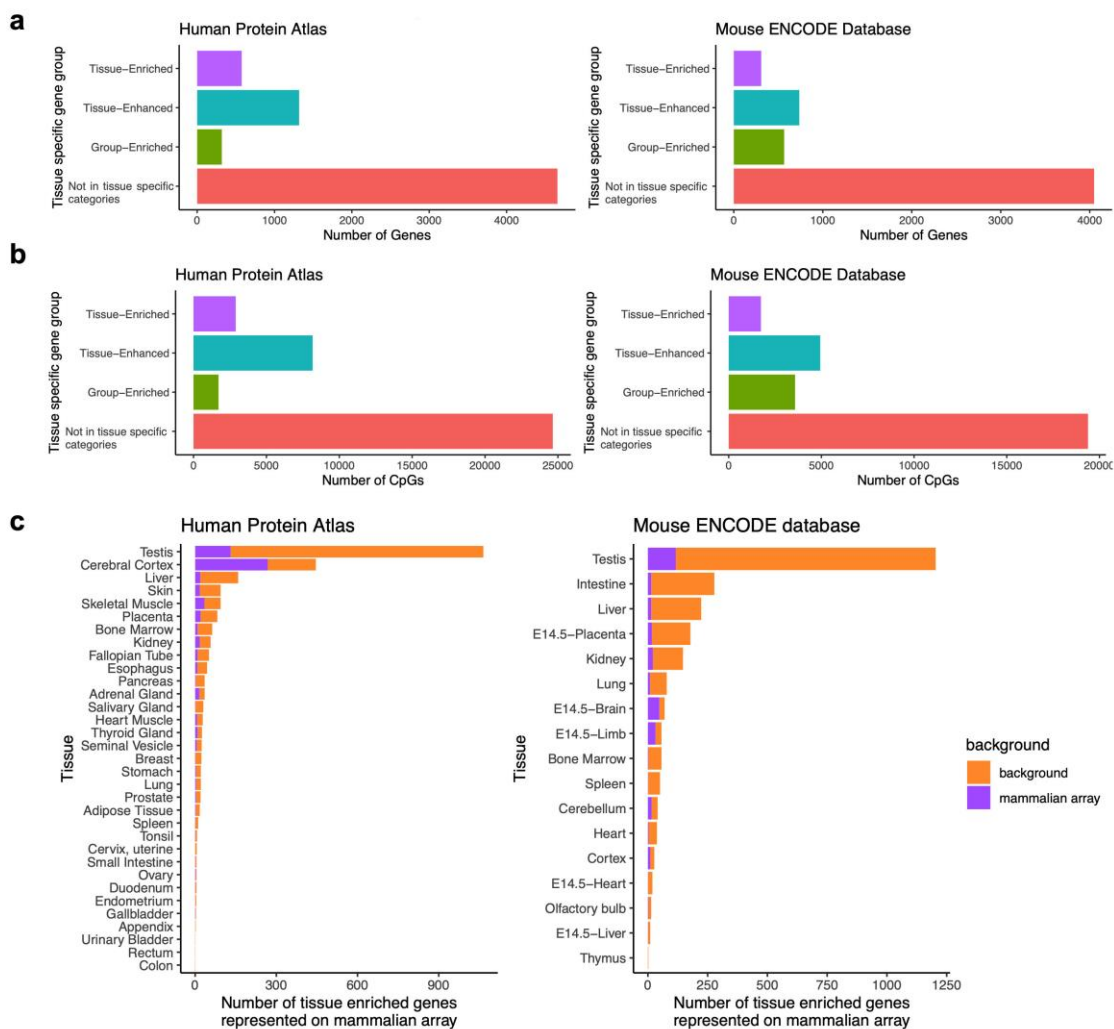 a
Human Protein Atlas
Tissue specific gene group
Tissue−Enriched
Tissue−Enhanced
Group−Enriched
Not in tissue specific
categories
0
1000
2000
3000
4000
Number of Genes
Mouse ENCODE Database
Tissue specific gene group
Tissue−Enriched
Tissue−Enhanced
Group−Enriched
Not in tissue specific
categories
0
1000
2000
3000
4000
Number of Genes
b
Human Protein Atlas
Tissue specific gene group
Tissue−Enriched
Tissue−Enhanced
Group−Enriched
Not in tissue specific
categories
0
5000
10000
15000
20000
25000
Number of CpGs
Mouse ENCODE Database
Tissue specific gene group
Tissue−Enriched
Tissue−Enhanced
Group−Enriched
Not in tissue specific
categories
0
5000
10000
15000
20000
Number of CpGs
c
Human Protein Atlas
Tissue
Testis
Cerebral Cortex
Liver
Skin
Skeletal Muscle
Placenta
Bone Marrow
Kidney
Fallopian Tube
Esophagus
Pancreas
Adrenal Gland
Salivary Gland
Heart Muscle
Thyroid Gland
Seminal Vesicle
Breast
Stomach
Lung
Prostate
Adipose Tissue
Spleen
Tonsil
Cervix, uterine
Small Intestine
Ovary
Duodenum
Endometrium
Gallbladder
Appendix
Urinary Bladder
Rectum
Colon
0
300
600
900
Number of tissue enriched genes
represented on mammalian array
Mouse ENCODE database
Tissue
Testis
Intestine
Liver
E14.5−Placenta
Kidney
Lung
E14.5−Brain
E14.5−Limb
Bone Marrow
Spleen
Cerebellum
Heart
Cortex
E14.5−Heart
Olfactory bulb
E14.5−Liver
Thymus
0
250
500
750
1000
1250
Number of tissue enriched genes
represented on mammalian array
background
background
mammalian array